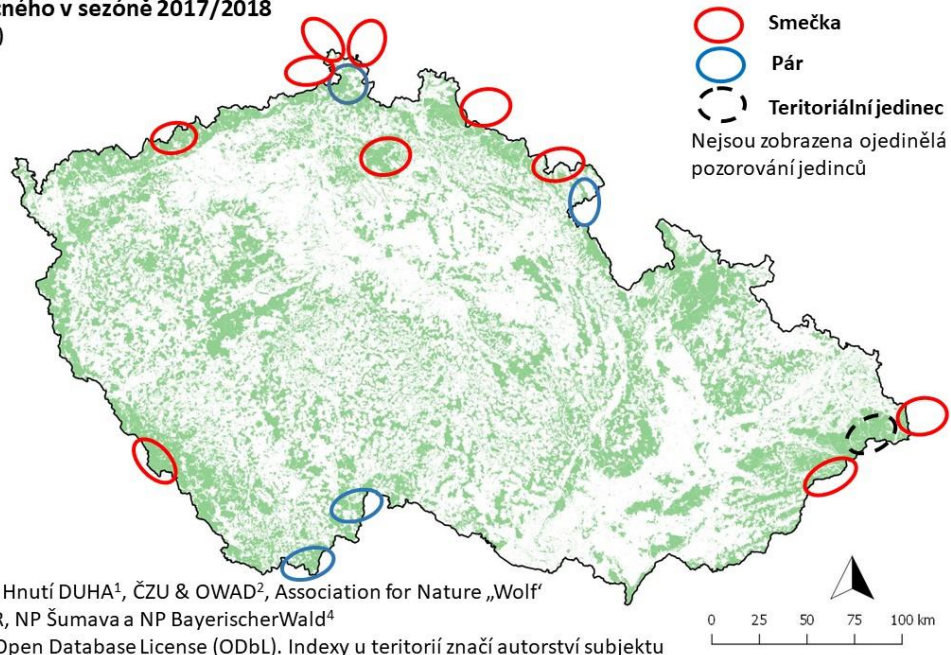 čného v sezóně 2017/2018
)
Smečka
Pár
Teritoriální jedinec
Nejsou zobrazena ojedinělá
pozorování jedinců
Hnutí DUHA¹, ČZU & OWAD², Association for Nature „Wolf‘
R, NP Šumava a NP BayerischerWald⁴
Open Database License (ODbL). Indexy u teritorií značí autorství subjektu
0 25 50 75 100 km